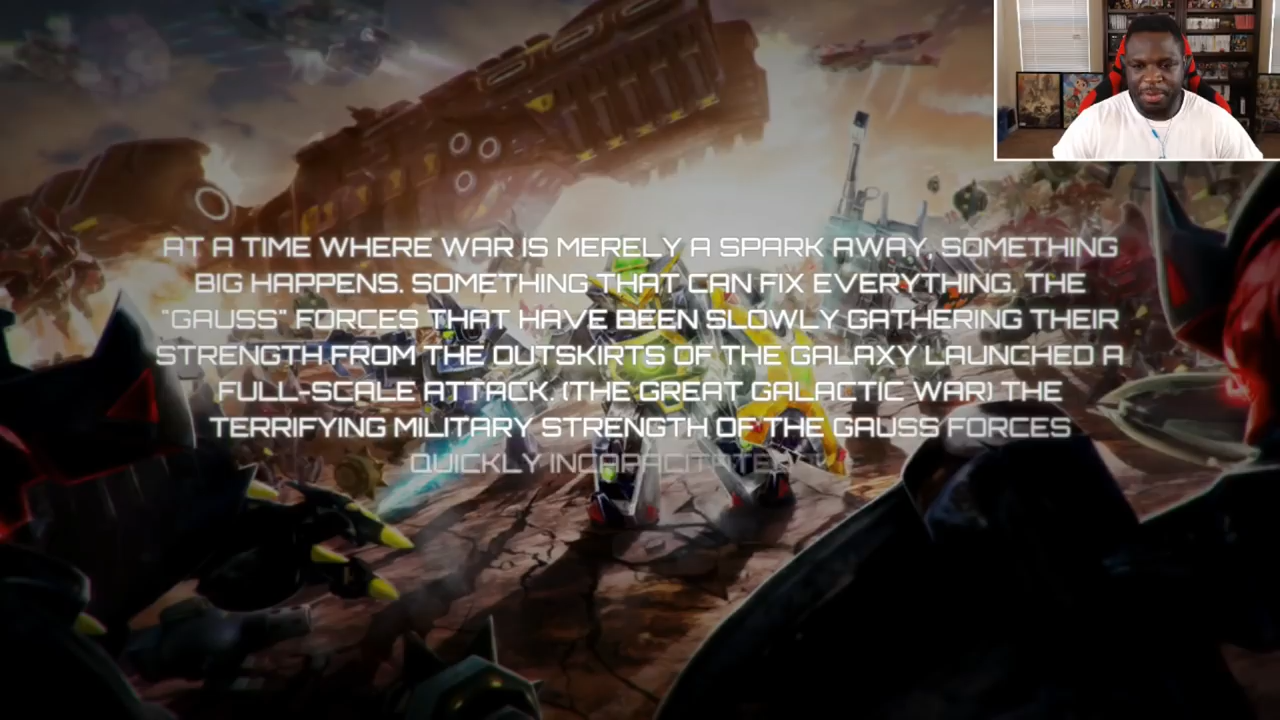 AT A TIME WHERE WAR IS MERELY A SPARK AWAY, SOMETHING
BIG HAPPENS. SOMETHING THAT CAN FIX EVERYTHING. THE
"GAUSS" FORCES THAT HAVE BEEN SLOWLY GATHERING THEIR
STRENGTH FROM THE OUTSKIRTS OF THE GALAXY LAUNCHED A
FULL-SCALE ATTACK. (THE GREAT GALACTIC WAR) THE
TERRIFYING MILITARY STRENGTH OF THE GAUSS FORCES
QUICKLY INCAPACITATE